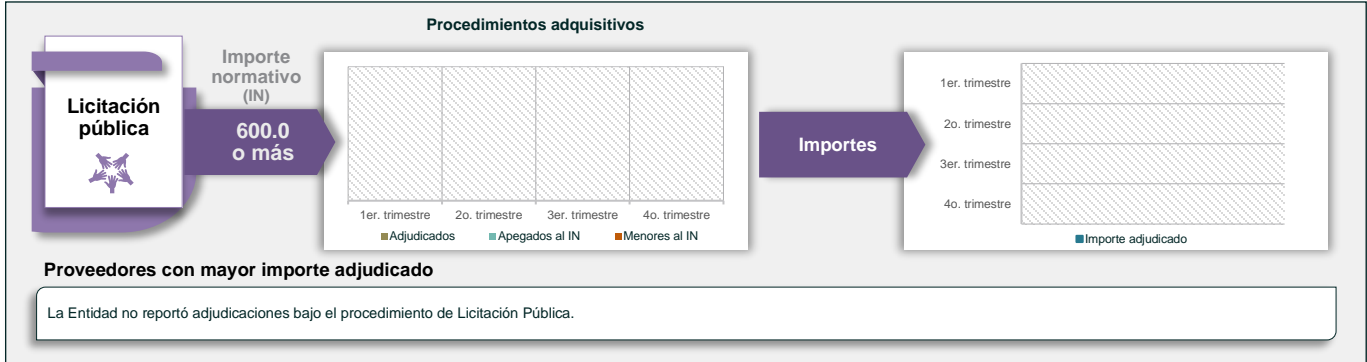 Procedimientos adquisitivos
Licitación
pública
Importe
normativo
(IN)
600.0
o más
1er. trimestre 2o. trimestre 3er. trimestre 4o. trimestre
Adjudicados Apegados al IN Menores al IN
Importes
1er. trimestre
2o. trimestre
3er. trimestre
4o. trimestre
Importe adjudicado
Proveedores con mayor importe adjudicado
La Entidad no reportó adjudicaciones bajo el procedimiento de Licitación Pública.